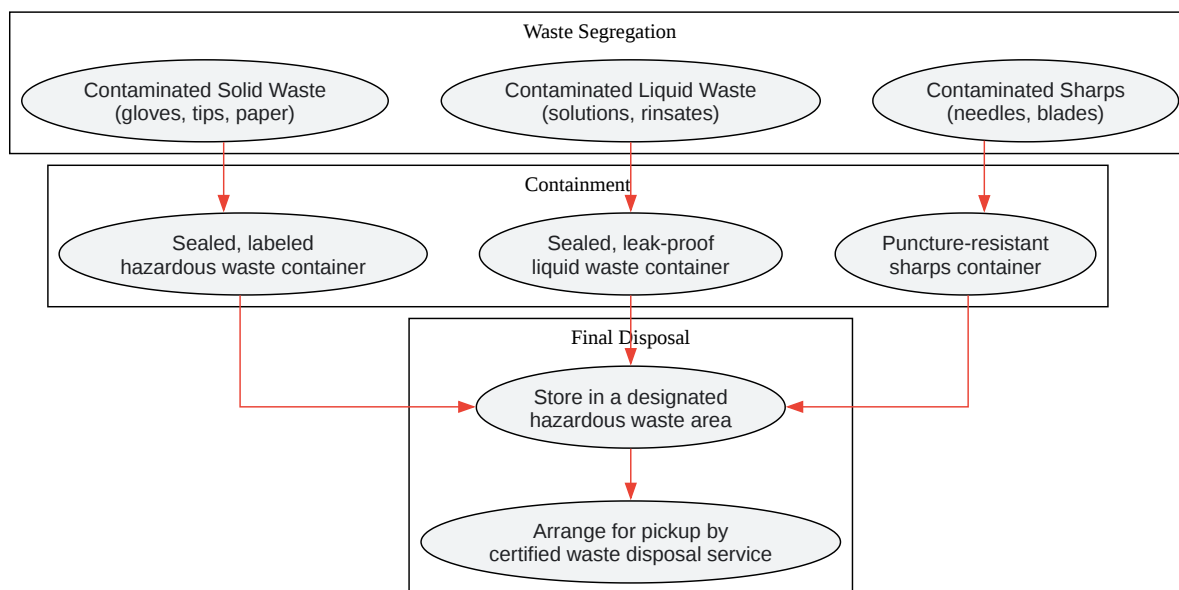 Waste Segregation
Contaminated Solid Waste
(gloves, tips, paper)
Contaminated Liquid Waste
(solutions, rinsates)
Contaminated Sharps
(needles, blades)
Containment
Sealed, labeled
hazardous waste container
Sealed, leak-proof
liquid waste container
Puncture-resistant
sharps container
Final Disposal
Store in a designated
hazardous waste area
Arrange for pickup by
certified waste disposal service